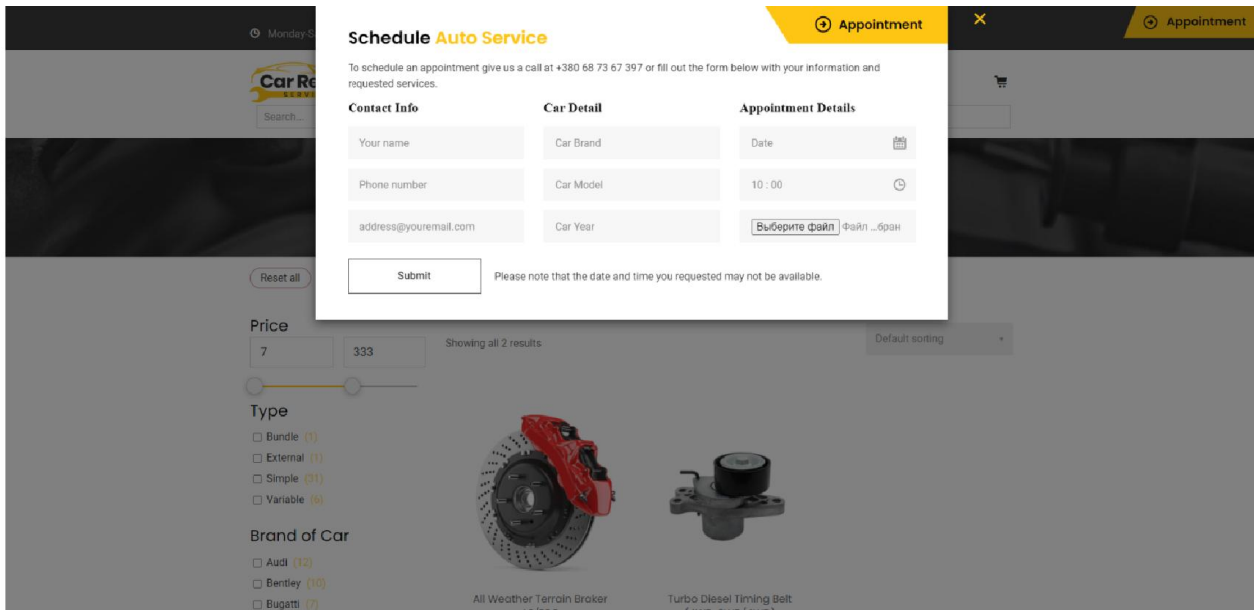 Monday-S
Schedule Auto Service
Appointment
Appointment
To schedule an appointment give us a call at +380 68 73 67 397 or fill out the form below with your information and
requested services.
Car Re
Contact Info
Car Detail
Appointment Details
Search...
Your name
Car Brand
Date
Phone number
Car Model
10 : 00
address@youremail.com
Car Year
Выберите файл Файл ...бран
Reset all
Submit
Please note that the date and time you requested may not be available.
Price
7
333
Showing all 2 results
Default sorting
Type
Bundle (1)
External (1)
Simple (31)
Variable (6)
Brand of Car
Audi (12)
Bentley (10)
Bugatti (7)
All Weather Terrain Broker
Turbo Diesel Timing Belt